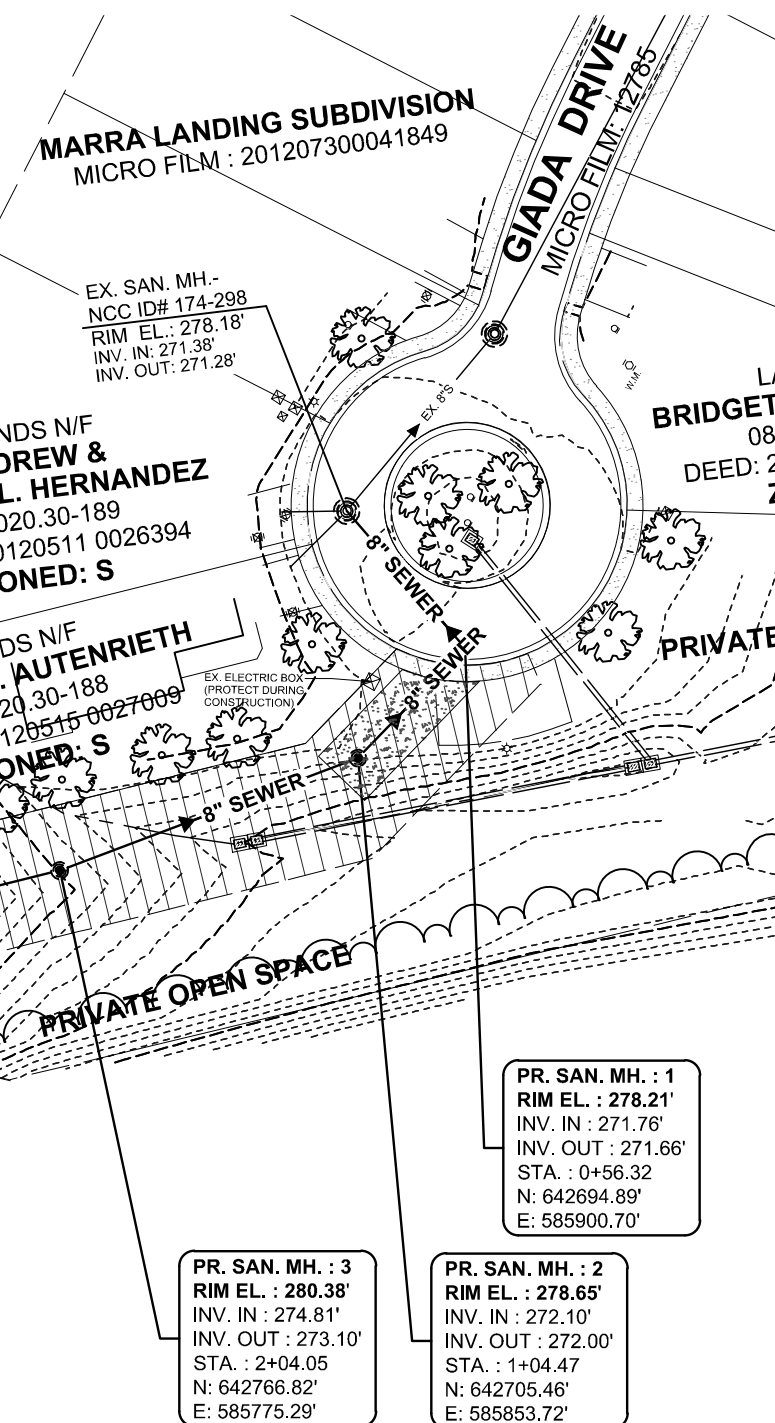 MARRA LANDING SUBDIVISION
MICRO FILM : 201207300041849
GIADA DRIVE
MICRO FILM: 12785
EX. SAN. MH.-
NCC ID# 174-298
RIM EL.: 278.18'
INV. IN: 271.38'
INV. OUT: 271.28'
EX. 8"S
W.M.
NDS N/F
DREW &
L. HERNANDEZ
020.30-189
0120511 0026394
ONED: S
LA
BRIDGET
08
DEED: 2
Z
8" SEWER
8" SEWER
DS N/F
. AUTENRIETH
20.30-188
120515 0027009
ONED: S
EX. ELECTRIC BOX
(PROTECT DURING
CONSTRUCTION)
PRIVATE
8" SEWER
PRIVATE OPEN SPACE
PR. SAN. MH. : 1
RIM EL. : 278.21'
INV. IN : 271.76'
INV. OUT : 271.66'
STA. : 0+56.32
N: 642694.89'
E: 585900.70'
PR. SAN. MH. : 3
RIM EL. : 280.38'
INV. IN : 274.81'
INV. OUT : 273.10'
STA. : 2+04.05
N: 642766.82'
E: 585775.29'
PR. SAN. MH. : 2
RIM EL. : 278.65'
INV. IN : 272.10'
INV. OUT : 272.00'
STA. : 1+04.47
N: 642705.46'
E: 585853.72'